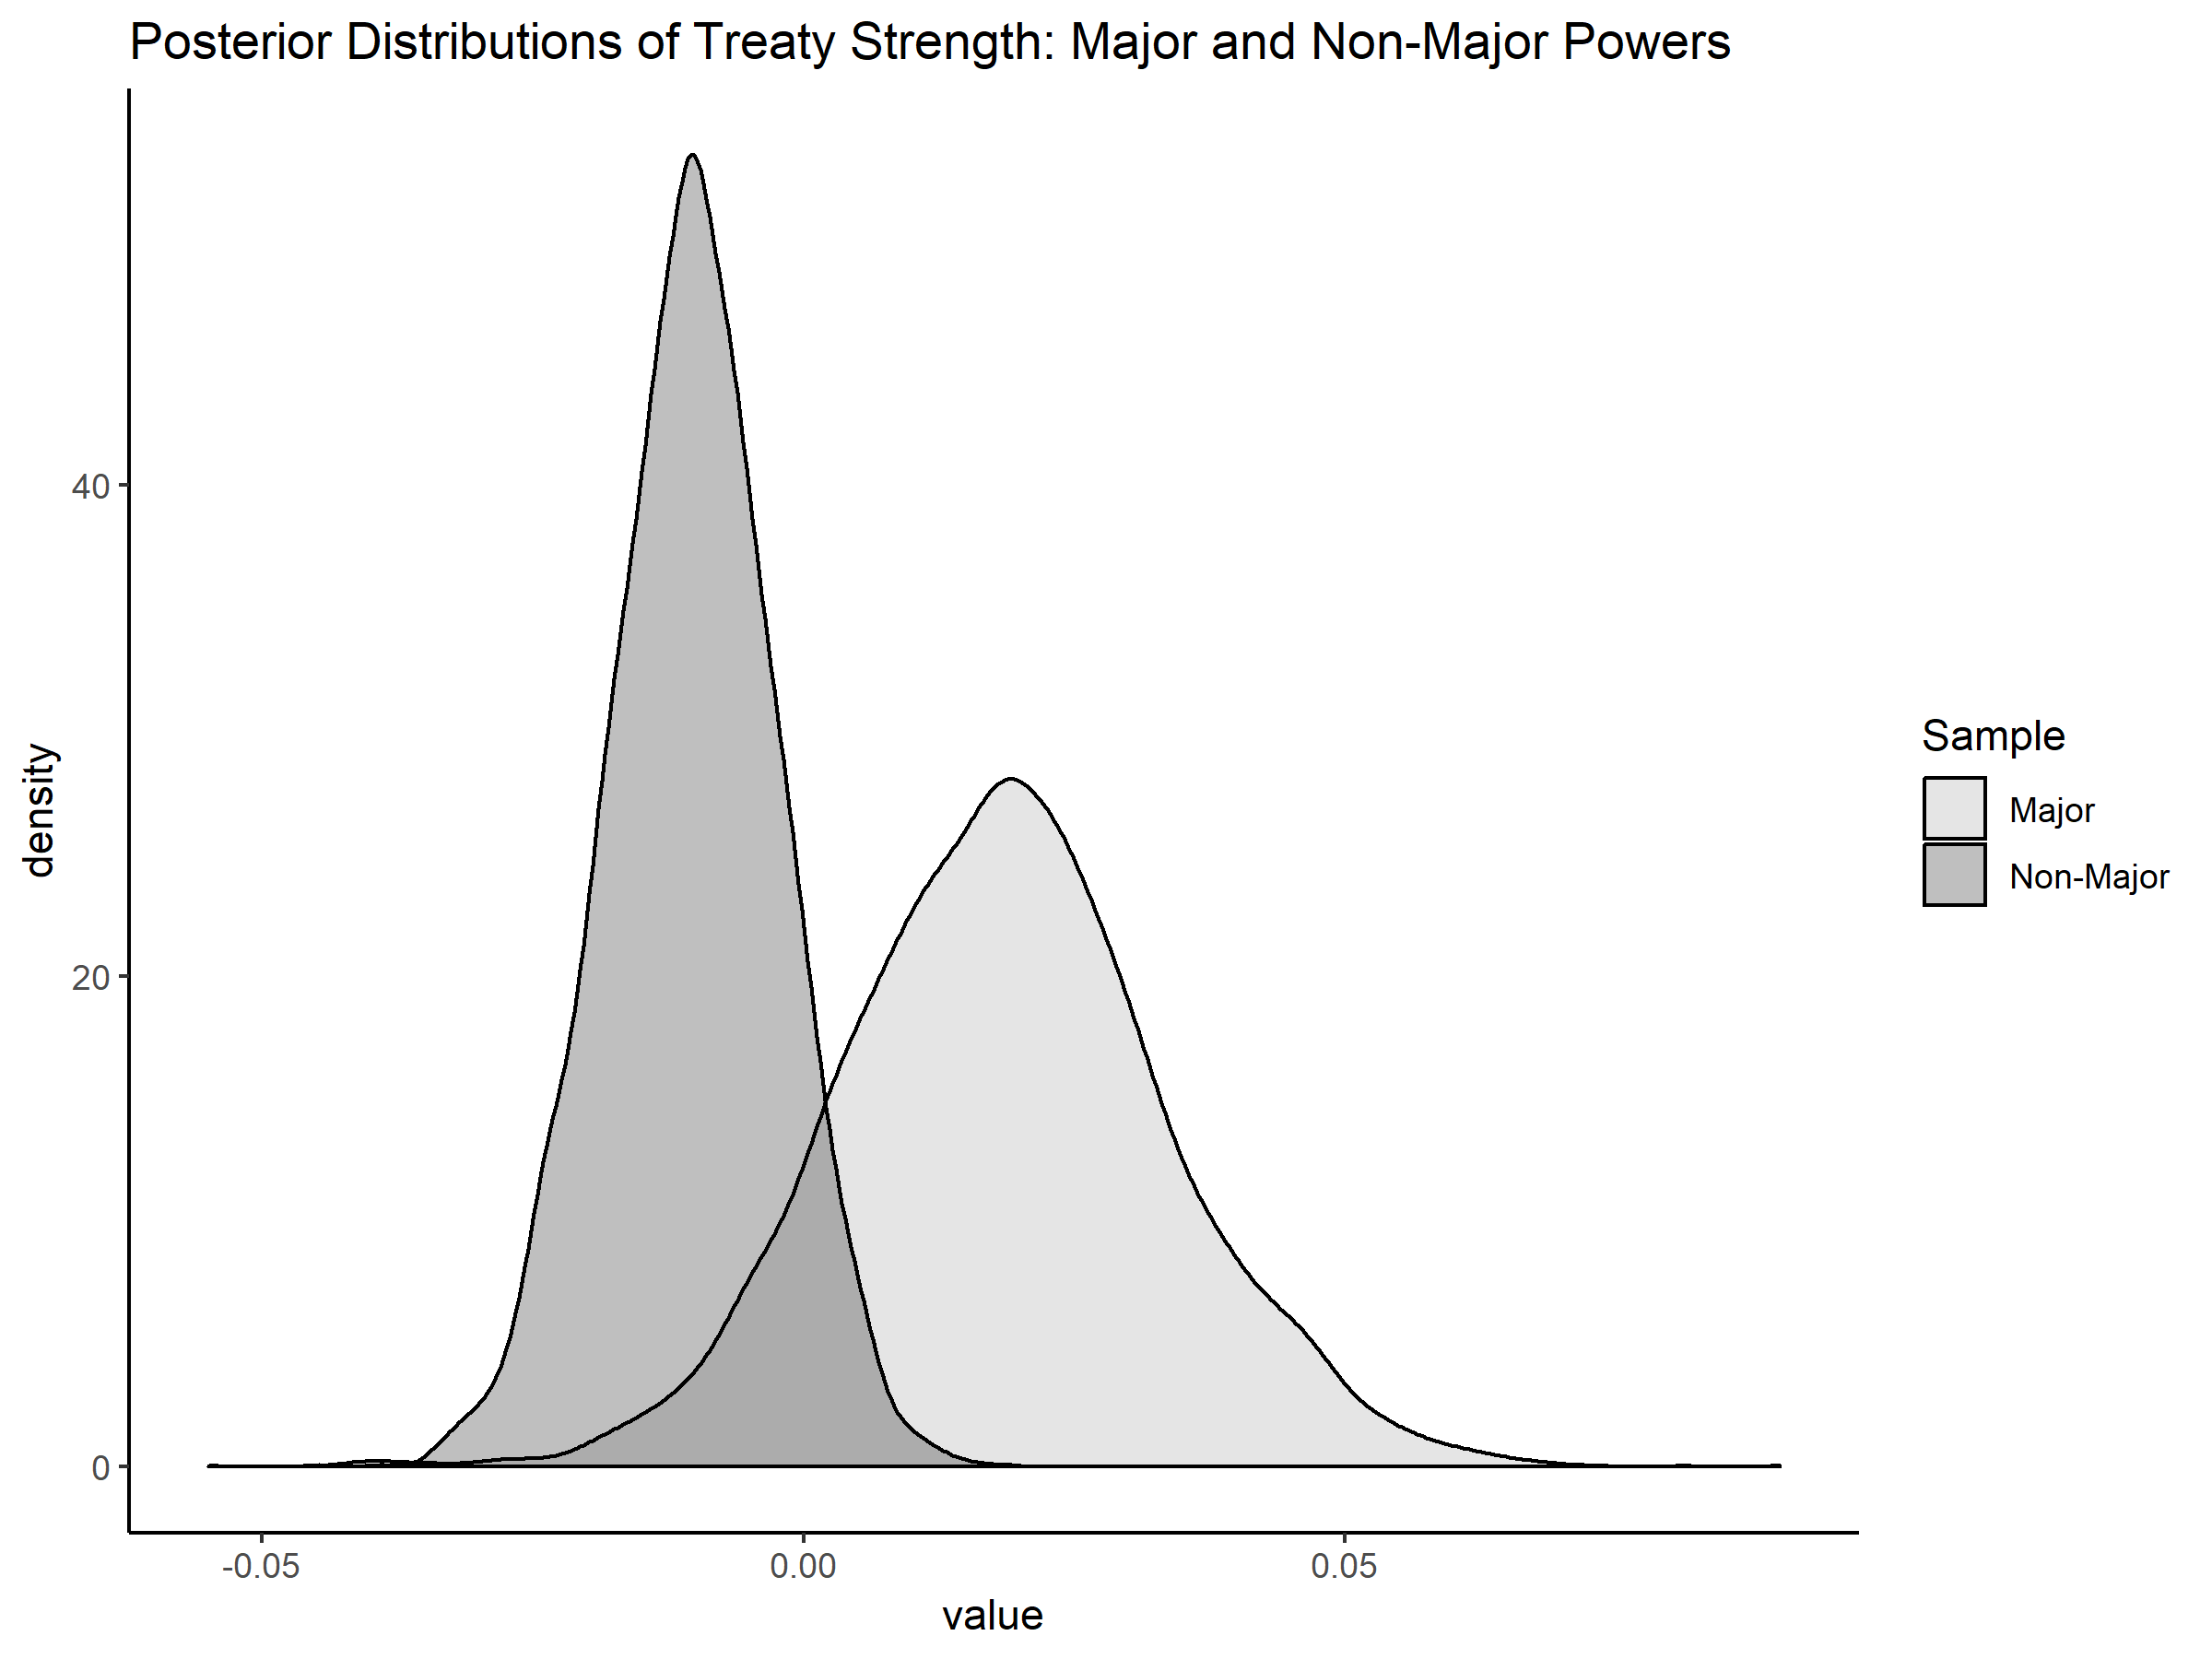 Posterior Distributions of Treaty Strength: Major and Non-Major Powers
density
40
20
0
-0.05
0.00
0.05
value
Sample
Major
Non-Major